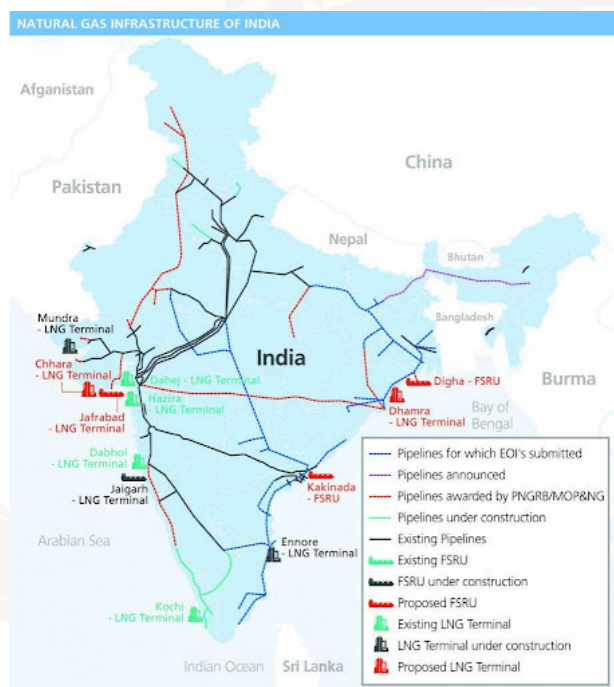 NATURAL GAS INFRASTRUCTURE OF INDIA
Afganistan
China
Pakistan
Nepal
Bhutan
Bangladesh
Mundra
- LNG Terminal
India
Burma
Chhara
- LNG Terminal
Dahej - LNG Terminal
Hazira
- LNG Terminal
Digha - FSRU
Jafrabad
- LNG Terminal
Dhamra
- LNG Terminal
Bay of
Bengal
Dabbol
- LNG Terminal
Jaigarh
- LNG Terminal
Kakinada
- FSRU
Arabian Sea
Ennore
- LNG Terminal
Kochi
- LNG Terminal
Indian Ocean
Sri Lanka
Pipelines for which EOI's submitted
Pipelines announced
Pipelines awarded by PNGRB/MOP&NG
Pipelines under construction
Existing Pipelines
Existing FSRU
FSRU under construction
Proposed FSRU
Existing LNG Terminal
LNG Terminal under construction
Proposed LNG Terminal